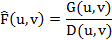 F̂(u,v) = G(u,v) / D(u,v)